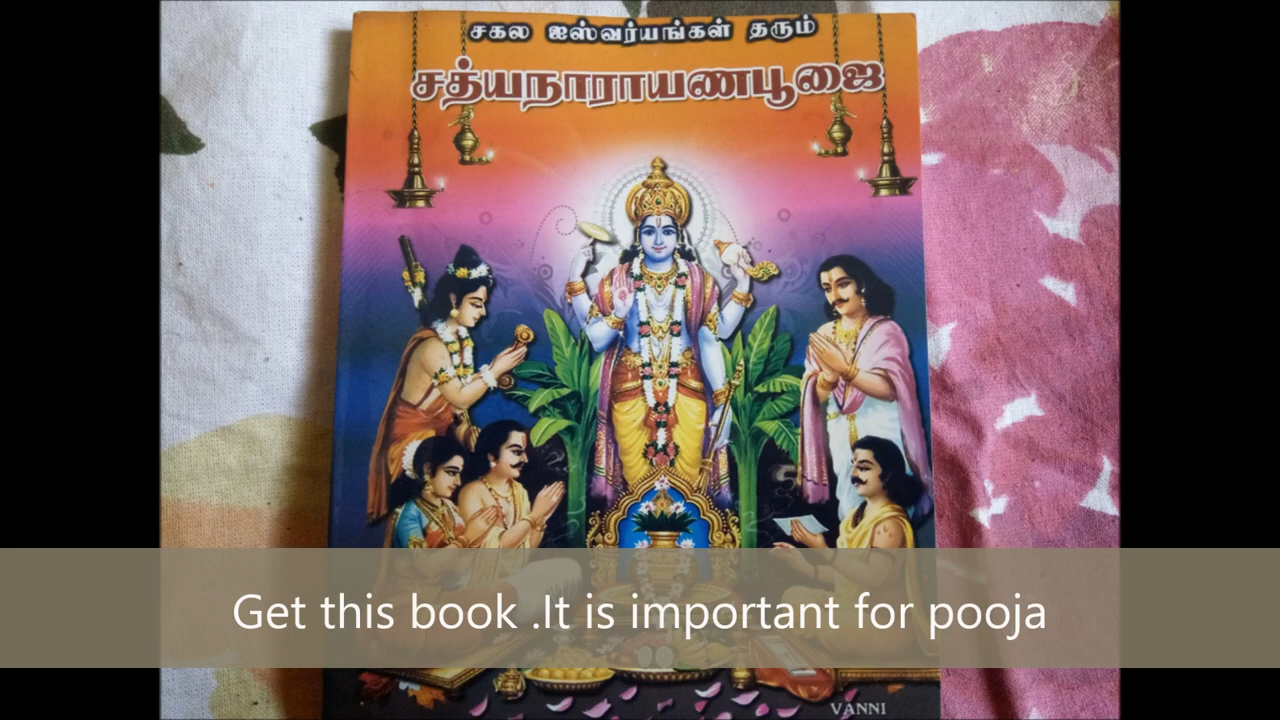 சகல ஐஸ்வர்யங்கள் தரும்
சத்யநாராயணபூஜை
Get this book .It is important for pooja
VANNI